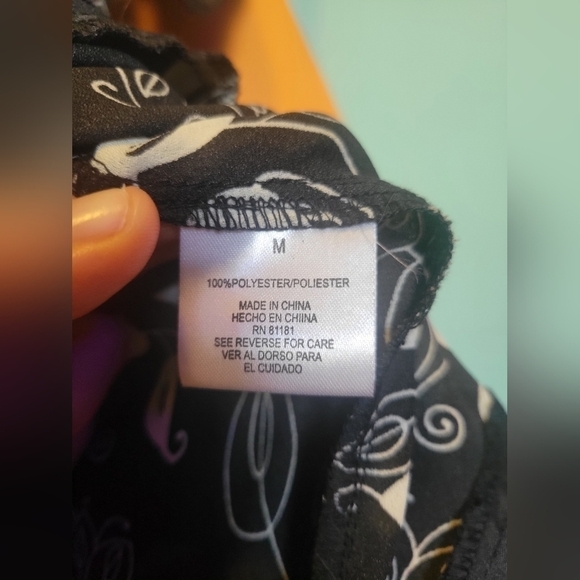 M
100%POLYESTER/POLIESTER
MADE IN CHINA
HECHO EN CHIINA
RN 81181
SEE REVERSE FOR CARE
VER AL DORSO PARA
EL CUIDADO